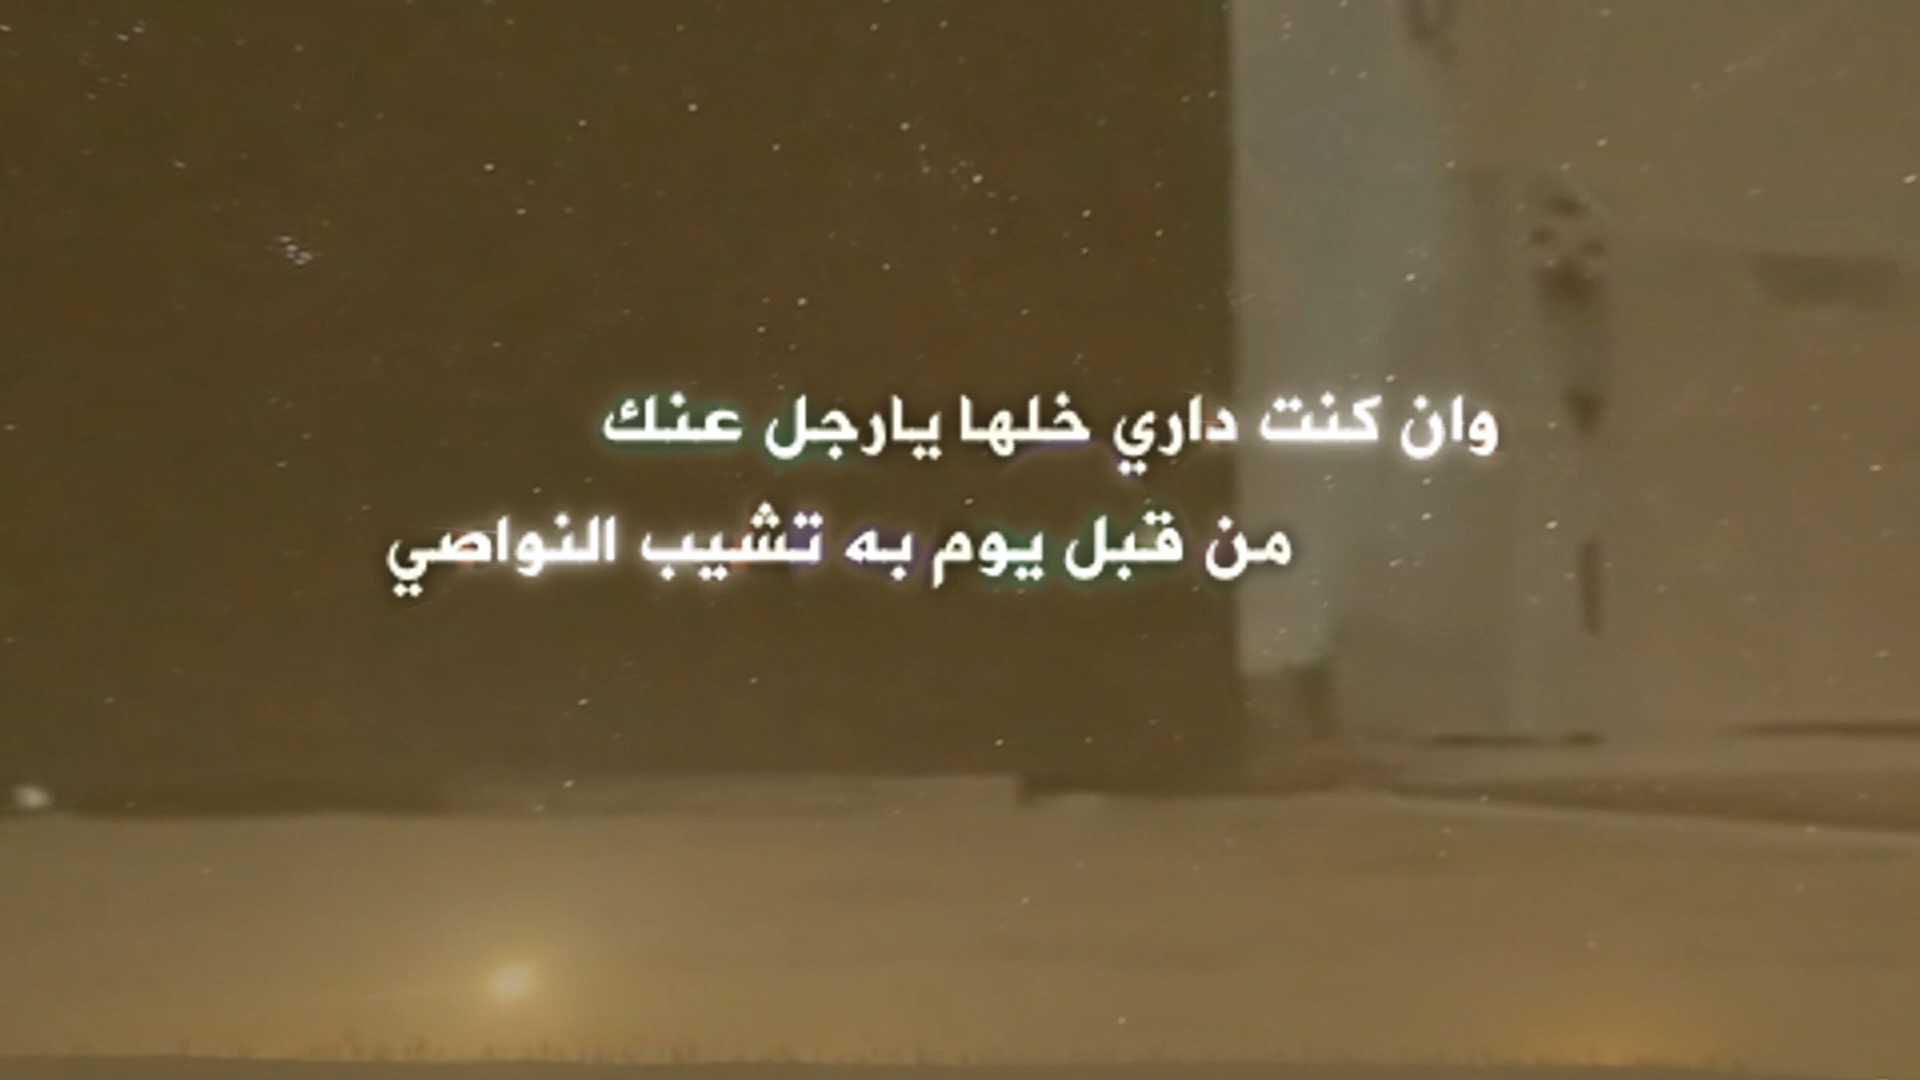 وان كنت داري خلها يارجل عنك
من قبل يوم به تشيب النواصي